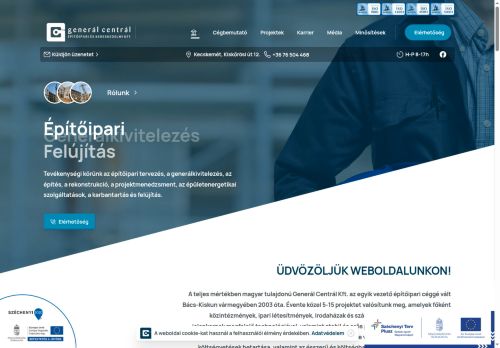 generál centrál
ÉPÍTŐIPARI ÉS KERESKEDELMI KFT.
Cégbemutató
Projektek
Karrier
Média
Minősítések
Elérhetőség
Küldjön üzenetet
Kecskemét, Kiskőrösi út 12.
+36 76 504 468
H-P 8-17h
Rólunk
Építőipari
Generálkivitelezés
Felújítás
Tevékenységi körünk az építőipari tervezés, a generálkivitelezés, az
építés, a rekonstrukció, a projektmenedzsment, az épületenergetikai
szolgáltatások, a karbantartás és felújítás.
Elérhetőség
ÜDVÖZÖLJÜK WEBOLDALUNKON!
A teljes mértékben magyar tulajdonú Generál Centrál Kft. az egyik vezető építőipari céggé vált
Bács-Kiskun vármegyében 2003 óta. Évente közel 5-15 projektet valósítunk meg, amelyek főként
közintézmények, ipari létesítmények, irodaházak és
SZÉCHENYI
A weboldal cookie-kat használ a felhasználói élmény érdekében.
Adatvédelem
Széchenyi Terv
Plusz